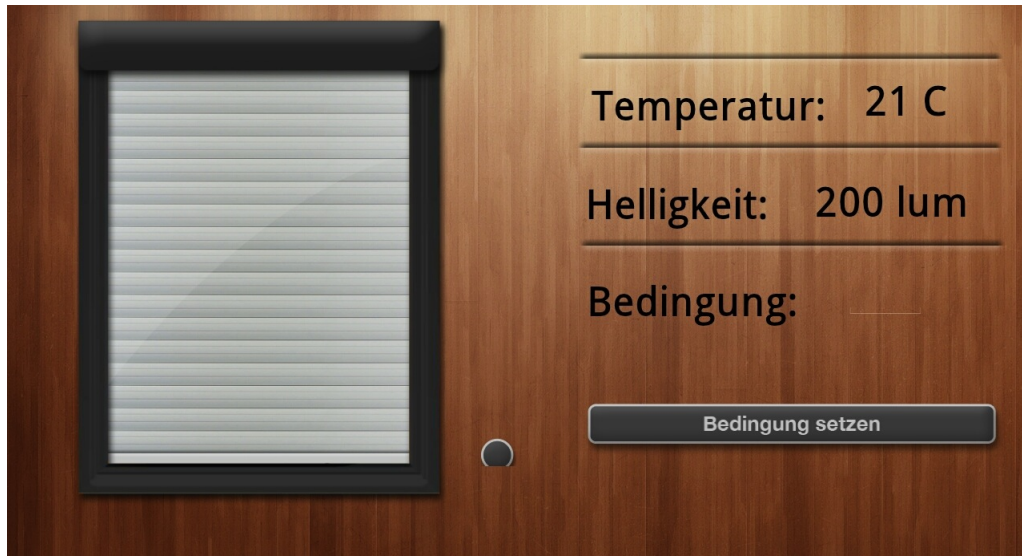 Temperatur: 21 C
Helligkeit: 200 lum
Bedingung:
Bedingung setzen